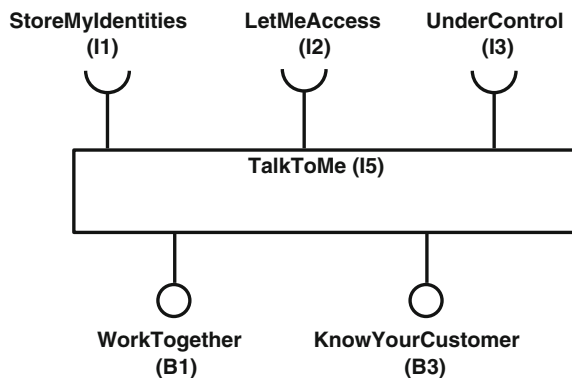 StoreMyIdentities LetMeAccess UnderControl
(I1) (I2) (I3)
TalkToMe (I5)
WorkTogether KnowYourCustomer
(B1) (B3)